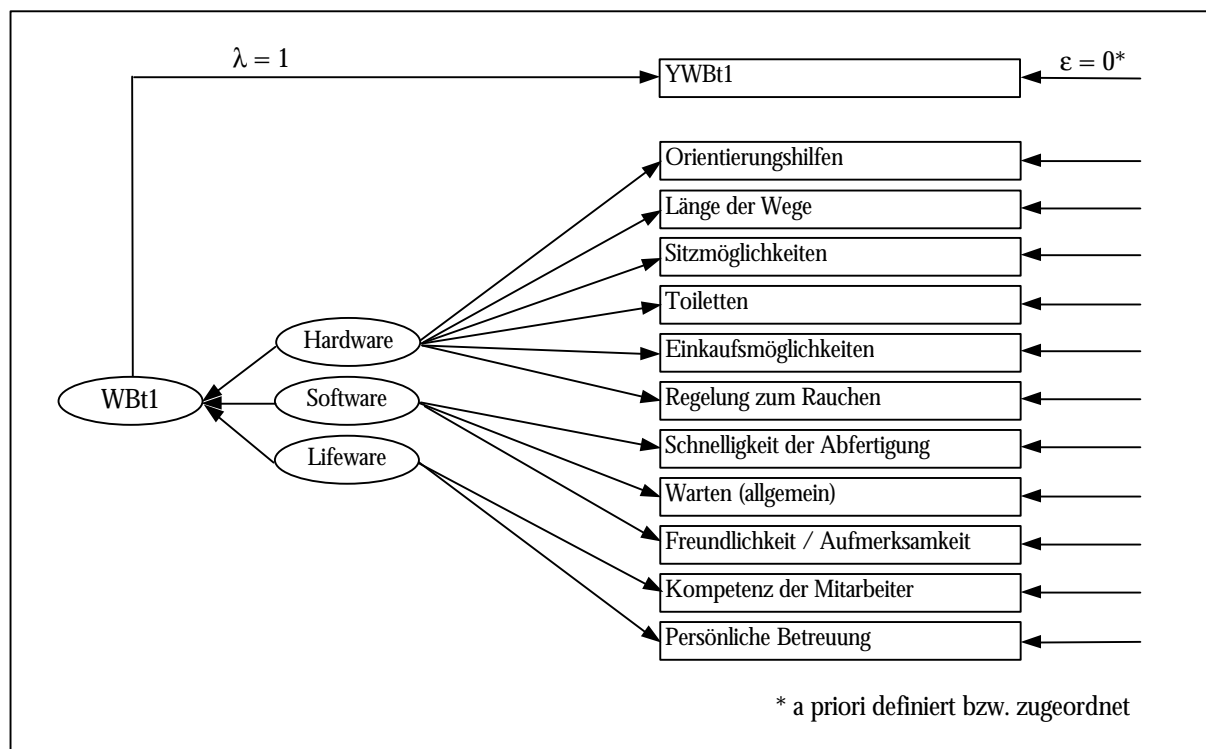 λ = 1
YWBt1
ε = 0*
Orientierungshilfen
Länge der Wege
Sitzmöglichkeiten
Toiletten
Hardware
Einkaufsmöglichkeiten
WBt1
Software
Regelung zum Rauchen
Lifeware
Schnelligkeit der Abfertigung
Warten (allgemein)
Freundlichkeit / Aufmerksamkeit
Kompetenz der Mitarbeiter
Persönliche Betreuung
* a priori definiert bzw. zugeordnet